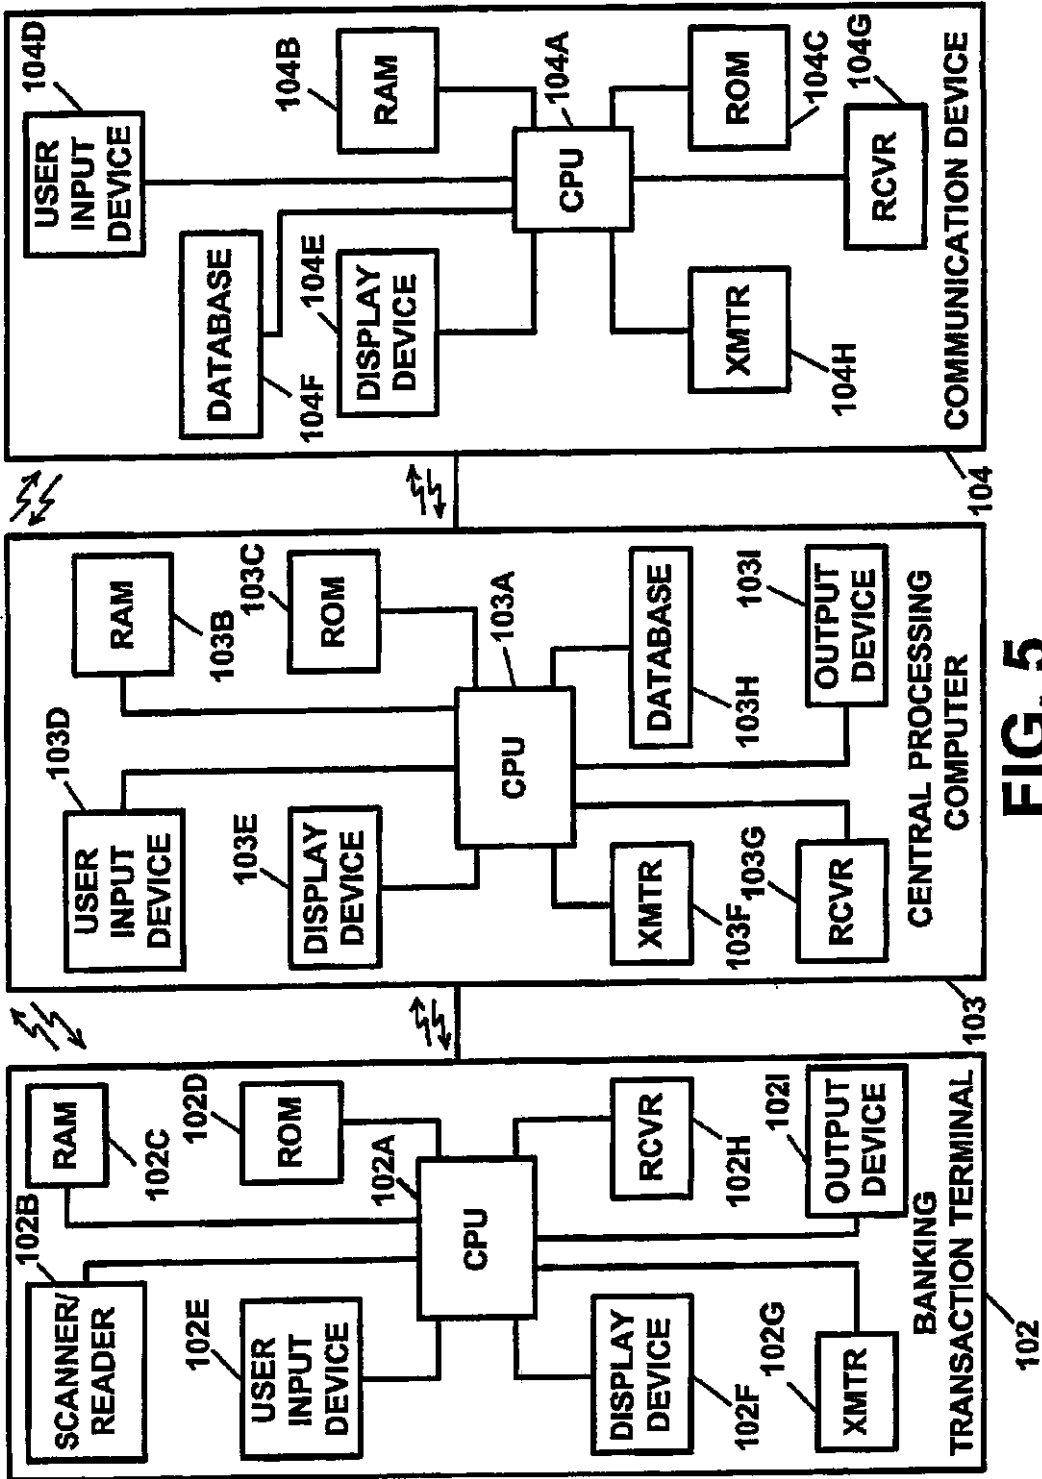 102B
SCANNER/
READER
RAM
102C
102D
ROM
102A
CPU
102E
USER
INPUT
DEVICE
RCVR
102H
DISPLAY
DEVICE
102F
102I
OUTPUT
DEVICE
102G
XMTR
BANKING
TRANSACTION TERMINAL
102
103D
USER
INPUT
DEVICE
RAM
103B
103C
ROM
103E
DISPLAY
DEVICE
103A
CPU
XMTR
103F
DATABASE
103H
103G
RCVR
103I
OUTPUT
DEVICE
CENTRAL PROCESSING
COMPUTER
103
104D
USER
INPUT
DEVICE
DATABASE
104F
104B
RAM
104E
DISPLAY
DEVICE
104A
CPU
XMTR
104H
ROM
104C
104G
RCVR
COMMUNICATION DEVICE
104
FIG. 5